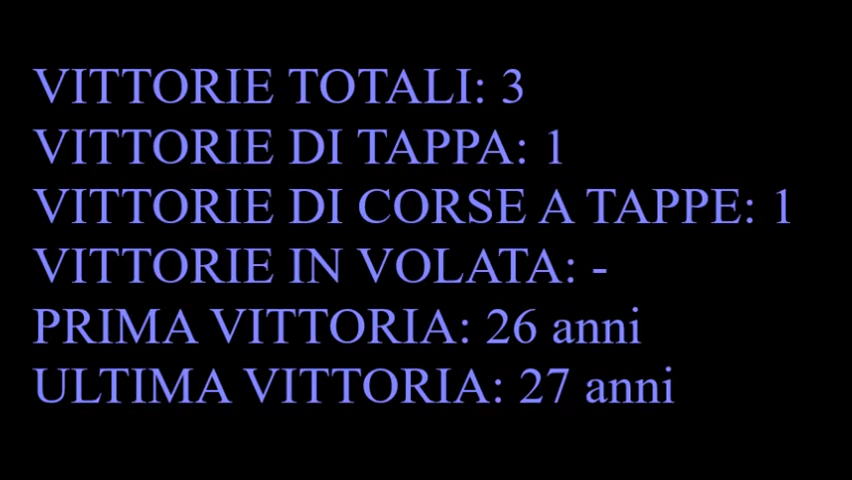 VITTORIE TOTALI: 3
VITTORIE DI TAPPA: 1
VITTORIE DI CORSE A TAPPE: 1
VITTORIE IN VOLATA: -
PRIMA VITTORIA: 26 anni
ULTIMA VITTORIA: 27 anni